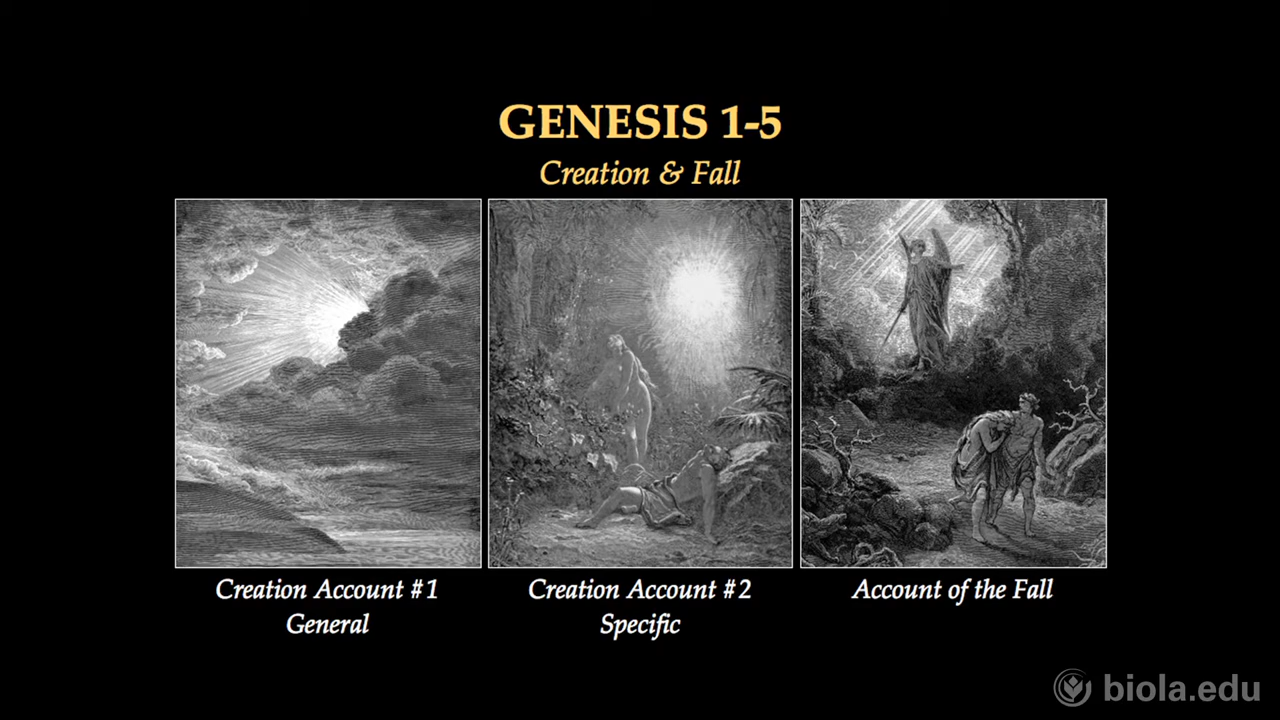 GENESIS 1-5
Creation & Fall
Creation Account #1
General
Creation Account #2
Specific
Account of the Fall
biola.edu